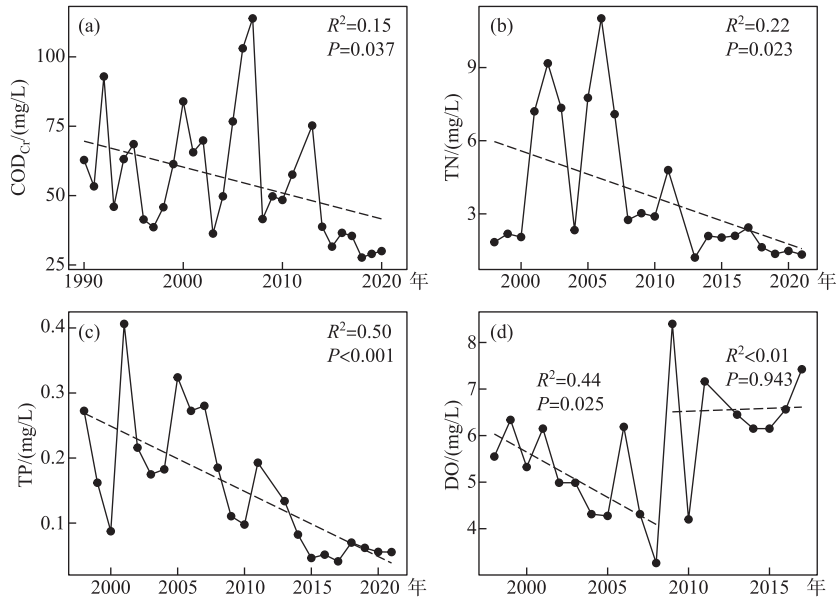 (a)
R²=0.15
P=0.037
COD_Cr/(mg/L)
100
75
50
25
1990
2000
2010
2020
年
(b)
R²=0.22
P=0.023
TN/(mg/L)
9
6
3
2000
2005
2010
2015
2020
年
(c)
R²=0.50
P<0.001
TP/(mg/L)
0.4
0.3
0.2
0.1
2000
2005
2010
2015
2020
年
(d)
R²=0.44
P=0.025
R²<0.01
P=0.943
DO/(mg/L)
8
7
6
5
4
2000
2005
2010
2015
年